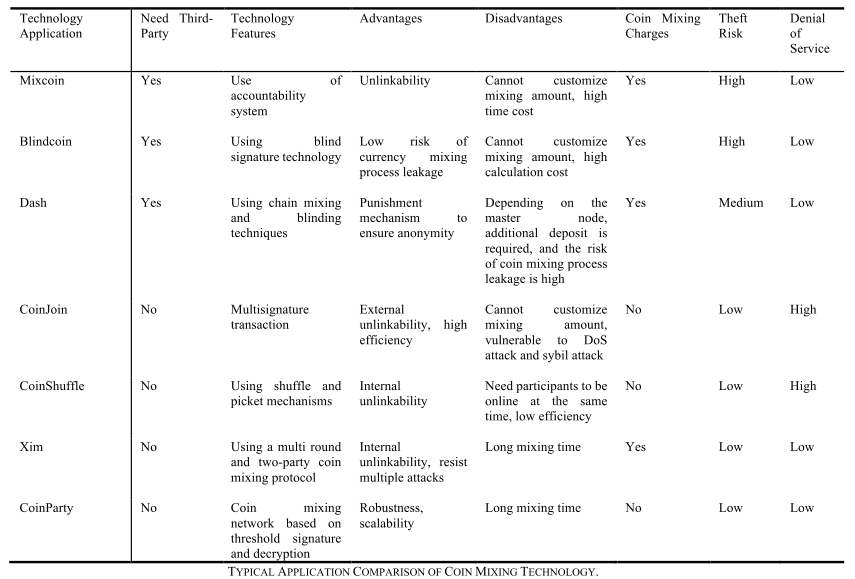 Technology Application | Need Third-Party | Technology Features | Advantages | Disadvantages | Coin Mixing Charges | Theft Risk | Denial of Service
Mixcoin | Yes | Use of accountability system | Unlinkability | Cannot customize mixing amount, high time cost | Yes | High | Low
Blindcoin | Yes | Using blind signature technology | Low risk of currency mixing process leakage | Cannot customize mixing amount, high calculation cost | Yes | High | Low
Dash | Yes | Using chain mixing and blinding techniques | Punishment mechanism to ensure anonymity | Depending on the master node, additional deposit is required, and the risk of coin mixing process leakage is high | Yes | Medium | Low
CoinJoin | No | Multisignature transaction | External unlinkability, high efficiency | Cannot customize mixing amount, vulnerable to DoS attack and sybil attack | No | Low | High
CoinShuffle | No | Using shuffle and picket mechanisms | Internal unlinkability | Need participants to be online at the same time, low efficiency | No | Low | High
Xim | No | Using a multi round and two-party coin mixing protocol | Internal unlinkability, resist multiple attacks | Long mixing time | Yes | Low | Low
CoinParty | No | Coin mixing network based on threshold signature and decryption | Robustness, scalability | Long mixing time | No | Low | Low
TYPICAL APPLICATION COMPARISON OF COIN MIXING TECHNOLOGY.